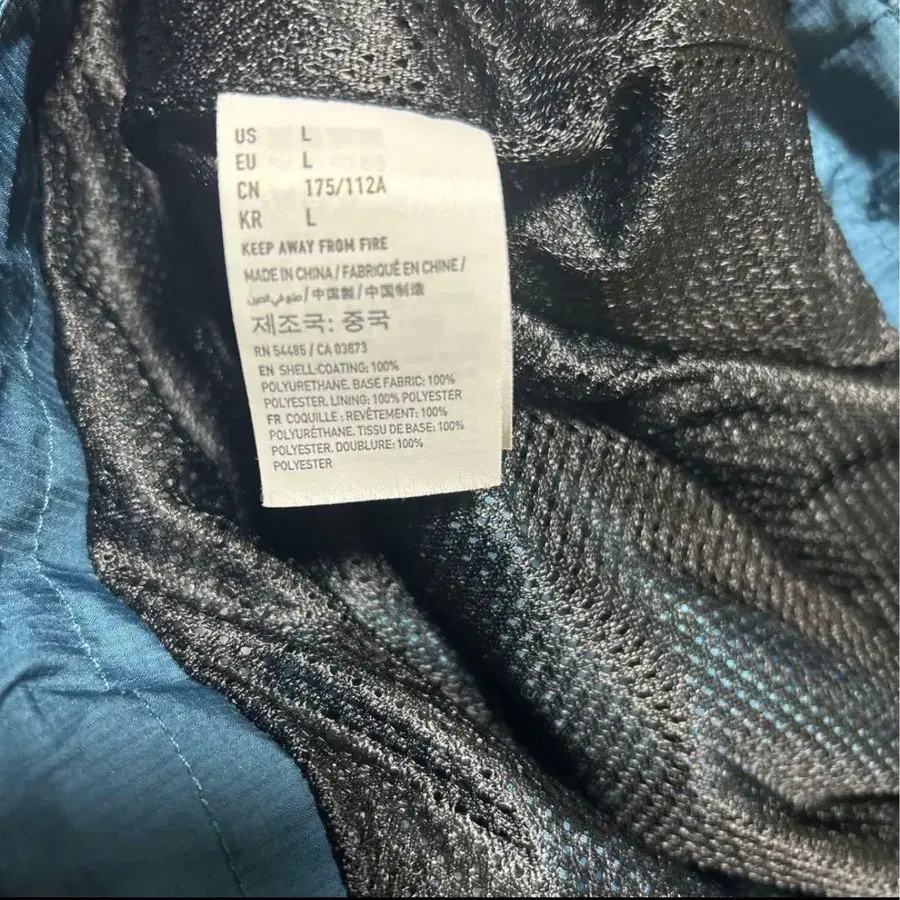 US L
EU L
CN 175/112A
KR L
KEEP AWAY FROM FIRE
MADE IN CHINA / FABRIQUÉ EN CHINE /
صنع في الصين / 中国製 / 中国制造
제조국: 중국
RN 54485 / CA 03873
EN SHELL:COATING: 100%
POLYURETHANE. BASE FABRIC: 100%
POLYESTER. LINING: 100% POLYESTER
FR COQUILLE : REVÊTEMENT: 100%
POLYURÉTHANE. TISSU DE BASE: 100%
POLYESTER. DOUBLURE: 100%
POLYESTER